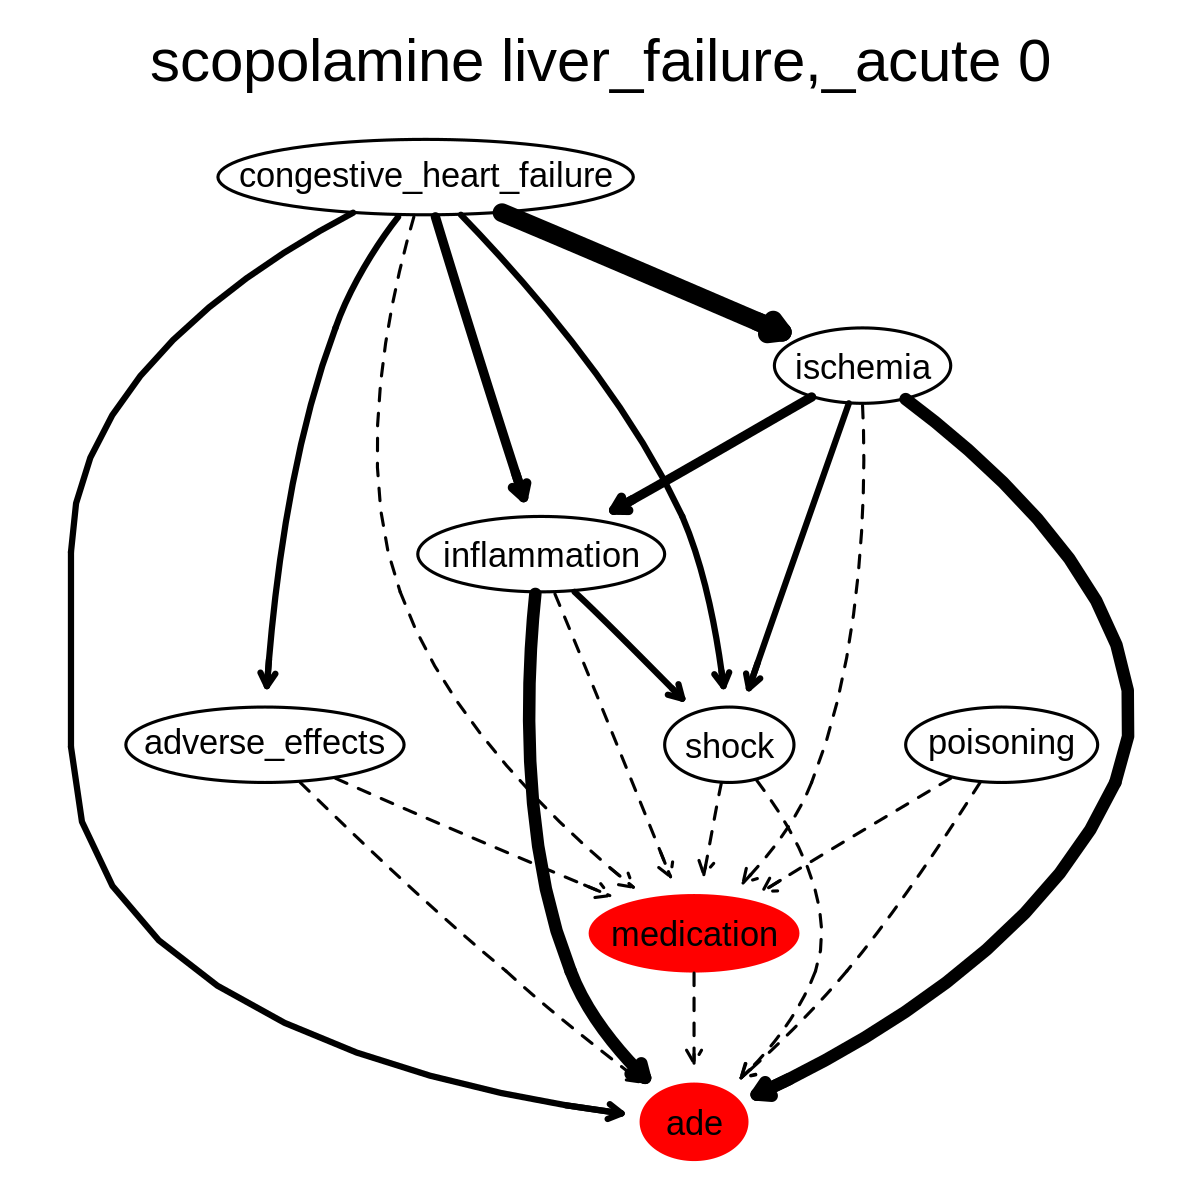 scopolamine liver_failure,_acute 0
congestive_heart_failure
ischemia
inflammation
adverse_effects
shock
poisoning
medication
ade